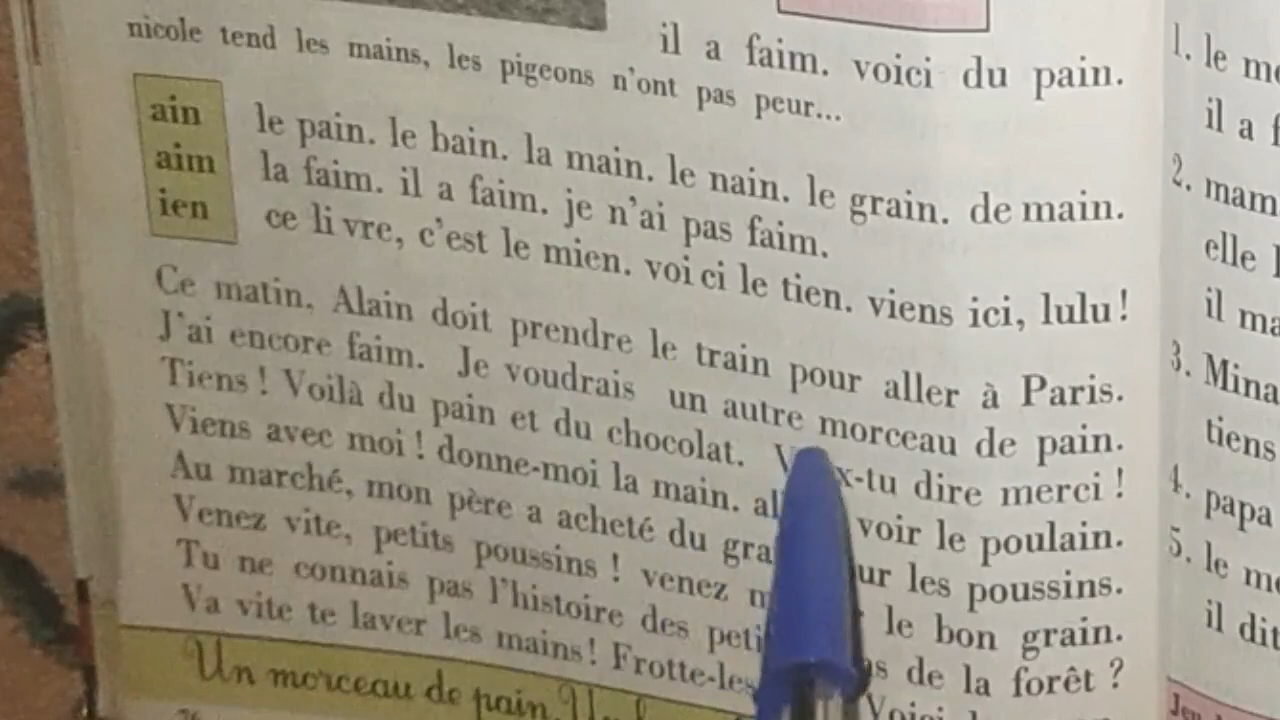 nicole tend les mains, les pigeons n'ont pas peur...
il a faim. voici du pain.
ain
aim
ien
le pain. le bain. la main. le nain. le grain. de main.
la faim. il a faim. je n'ai pas faim.
ce li vre, c'est le mien. voi ci le tien. viens ici, lulu!
Ce matin, Alain doit prendre le train pour aller à Paris.
J'ai encore faim. Je voudrais un autre morceau de pain.
Tiens! Voilà du pain et du chocolat. x-tu dire merci!
Viens avec moi! donne-moi la main. voir le poulain.
Au marché, mon père a acheté du les poussins.
Venez vite, petits poussins! venez le bon grain.
Tu ne connais pas l'histoire des de la forêt?
Va vite te laver les mains! Frotte-les Voici
Un morceau de pain.
1. le
il a
2.
elle
il
3. Mina
tiens
4. papa
5. le
il dit